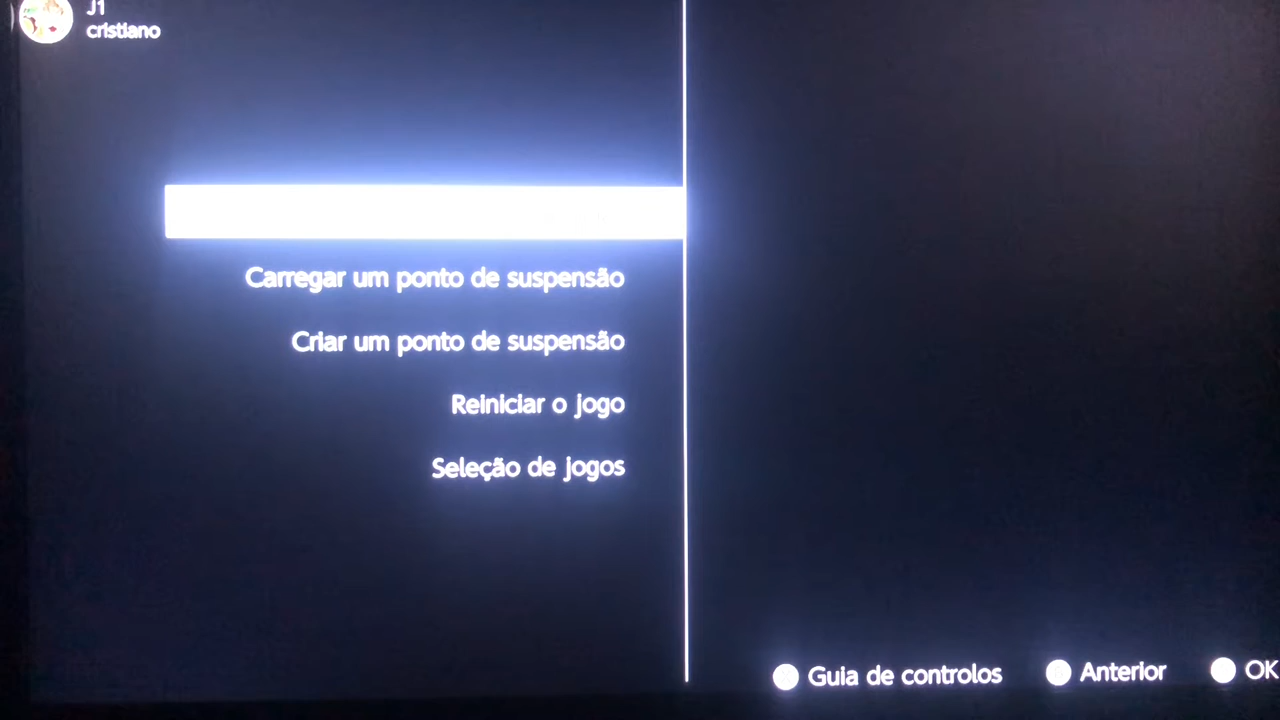 J1
cristiano
Carregar um ponto de suspensão
Criar um ponto de suspensão
Reiniciar o jogo
Seleção de jogos
Guia de controlos
Anterior
OK